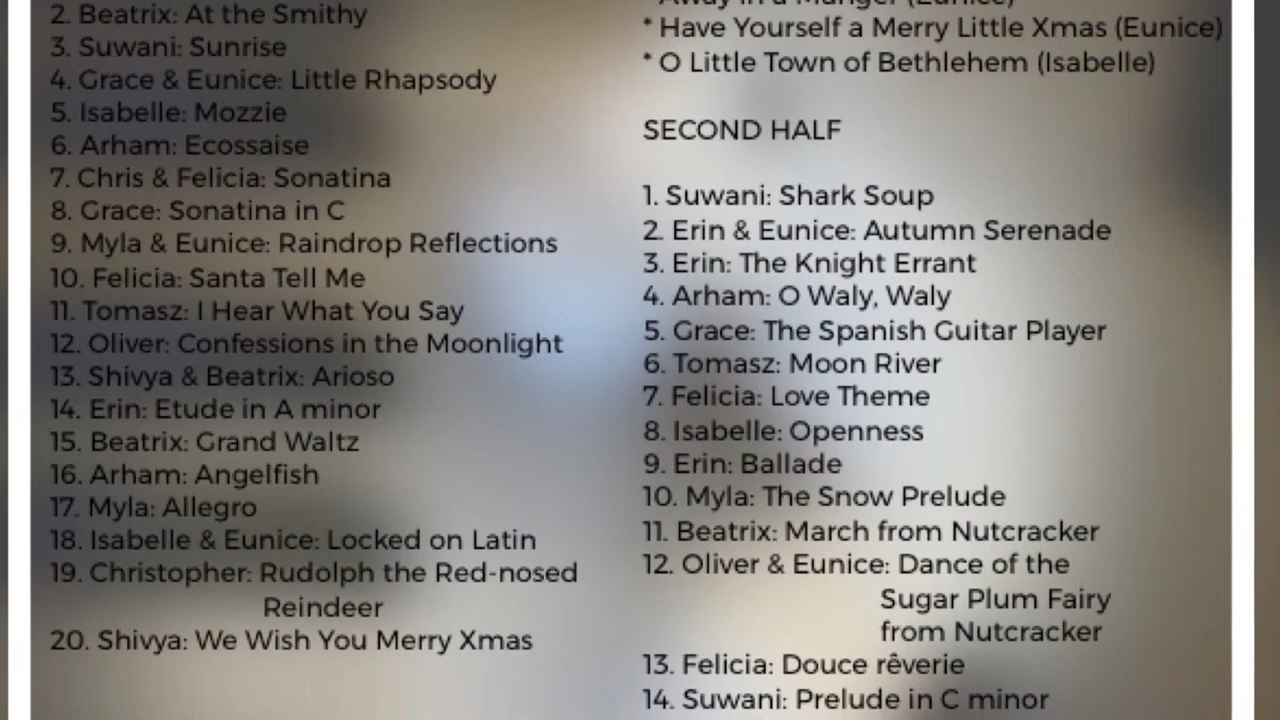 2. Beatrix: At the Smithy
3. Suwani: Sunrise
4. Grace & Eunice: Little Rhapsody
5. Isabelle: Mozzie
6. Arham: Ecossaise
7. Chris & Felicia: Sonatina
8. Grace: Sonatina in C
9. Myla & Eunice: Raindrop Reflections
10. Felicia: Santa Tell Me
11. Tomasz: I Hear What You Say
12. Oliver: Confessions in the Moonlight
13. Shivya & Beatrix: Arioso
14. Erin: Etude in A minor
15. Beatrix: Grand Waltz
16. Arham: Angelfish
17. Myla: Allegro
18. Isabelle & Eunice: Locked on Latin
19. Christopher: Rudolph the Red-nosed
Reindeer
20. Shivya: We Wish You Merry Xmas
Away in a Manger (Eunice)
* Have Yourself a Merry Little Xmas (Eunice)
* O Little Town of Bethlehem (Isabelle)
SECOND HALF
1. Suwani: Shark Soup
2. Erin & Eunice: Autumn Serenade
3. Erin: The Knight Errant
4. Arham: O Waly, Waly
5. Grace: The Spanish Guitar Player
6. Tomasz: Moon River
7. Felicia: Love Theme
8. Isabelle: Openness
9. Erin: Ballade
10. Myla: The Snow Prelude
11. Beatrix: March from Nutcracker
12. Oliver & Eunice: Dance of the
Sugar Plum Fairy
from Nutcracker
13. Felicia: Douce rêverie
14. Suwani: Prelude in C minor